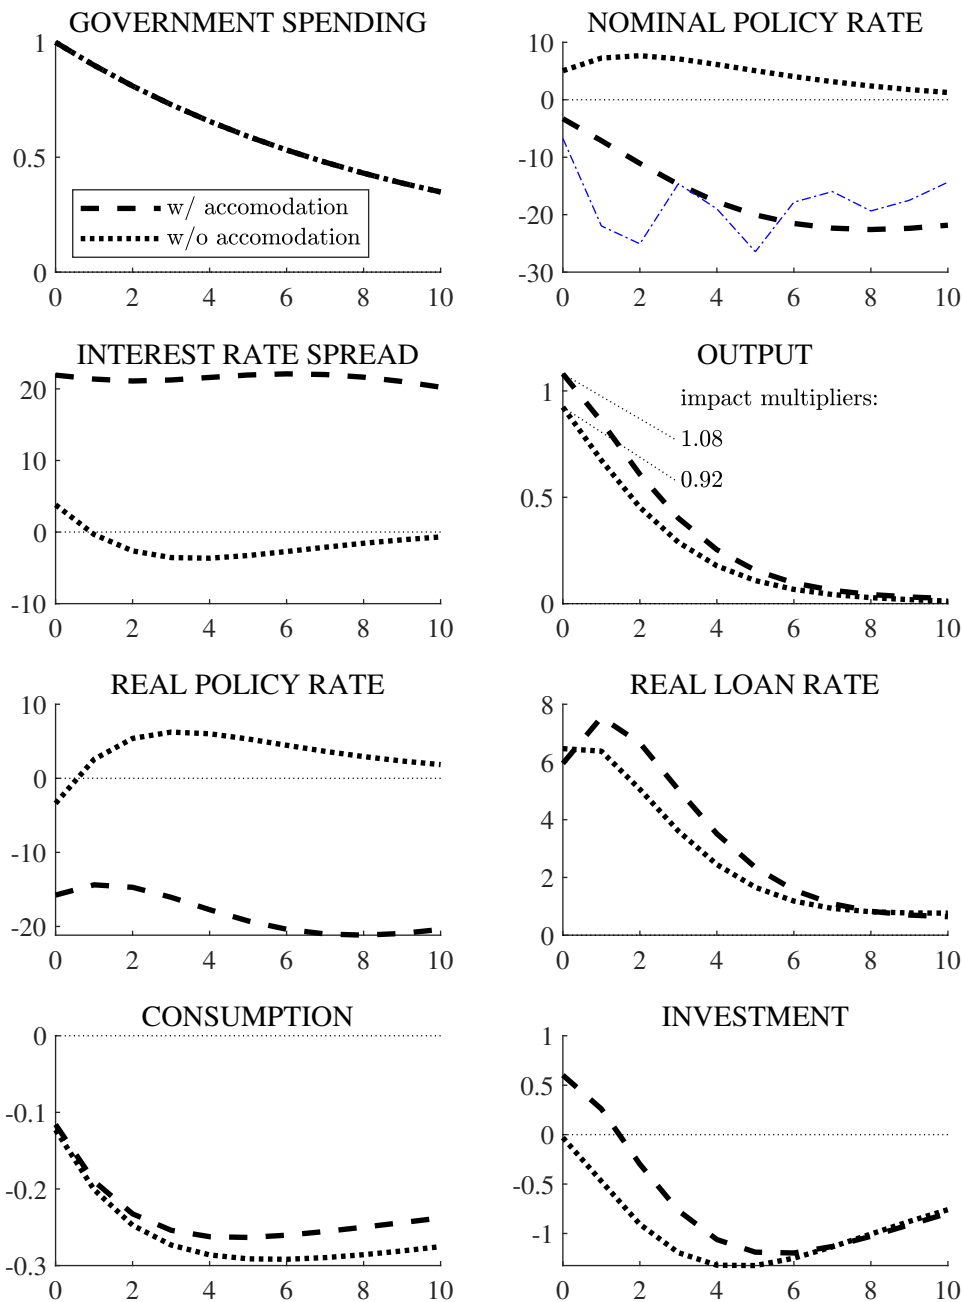 GOVERNMENT SPENDING
1
0.5
0
w/ accomodation
w/o accomodation
0 2 4 6 8 10
NOMINAL POLICY RATE
10
0
-10
-20
-30
0 2 4 6 8 10
INTEREST RATE SPREAD
20
10
0
-10
0 2 4 6 8 10
OUTPUT
1
0.5
0
impact multipliers:
1.08
0.92
0 2 4 6 8 10
REAL POLICY RATE
10
0
-10
-20
0 2 4 6 8 10
REAL LOAN RATE
8
6
4
2
0
0 2 4 6 8 10
CONSUMPTION
0
-0.1
-0.2
-0.3
0 2 4 6 8 10
INVESTMENT
1
0.5
0
-0.5
-1
0 2 4 6 8 10